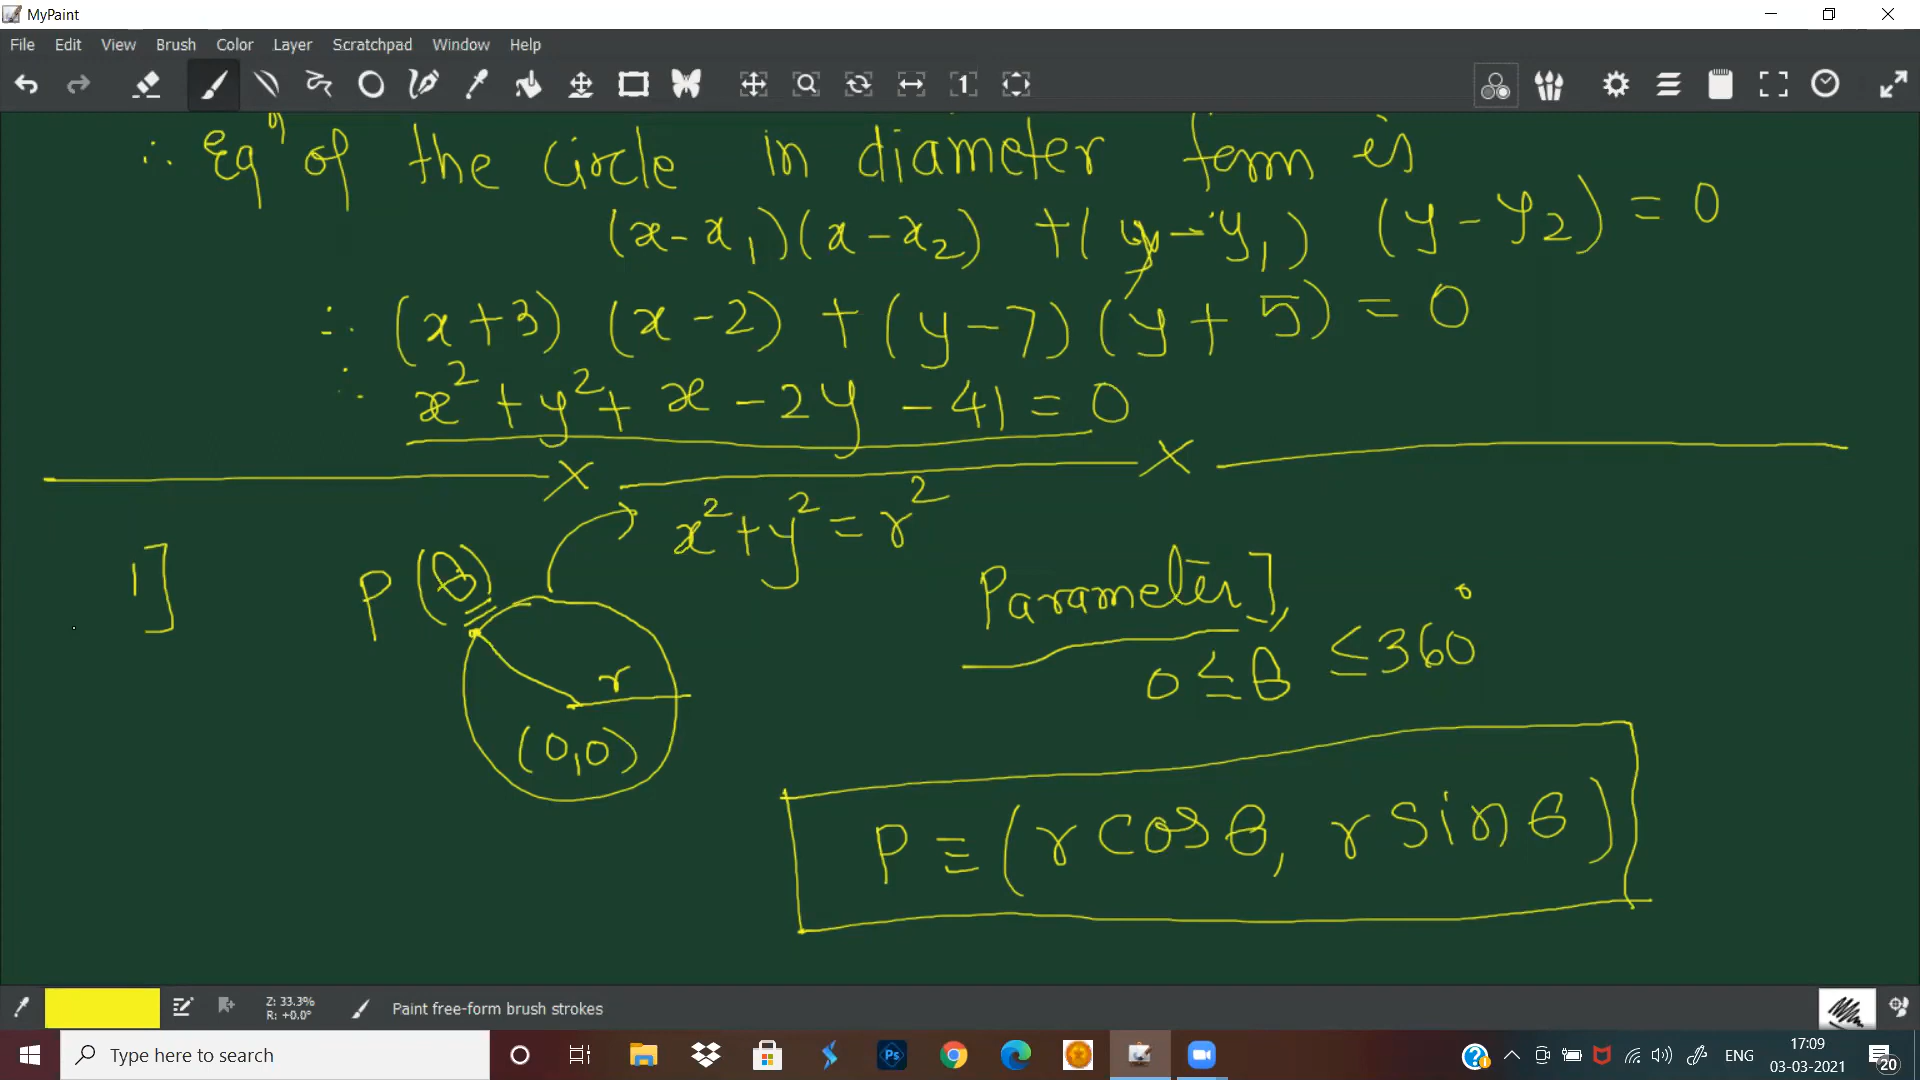 MyPaint
File Edit View Brush Color Layer Scratchpad Window Help
∴ Eqⁿ of the circle in diameter form is
(x-x₁)(x-x₂) + (y-y₁) (y-y₂) = 0
∴ (x+3) (x-2) + (y-7) (y+5) = 0
∴ x²+y²+ x -2y -41 = 0
x²+y² = r²
1]
P(θ)
Parameter],
0 ≤ θ ≤ 360°
r
(0,0)
P ≡ (r cosθ, r sinθ)
Z: 33.3%
R: +0.0°
Paint free-form brush strokes
Type here to search
Ps
ENG
17:09
03-03-2021
20